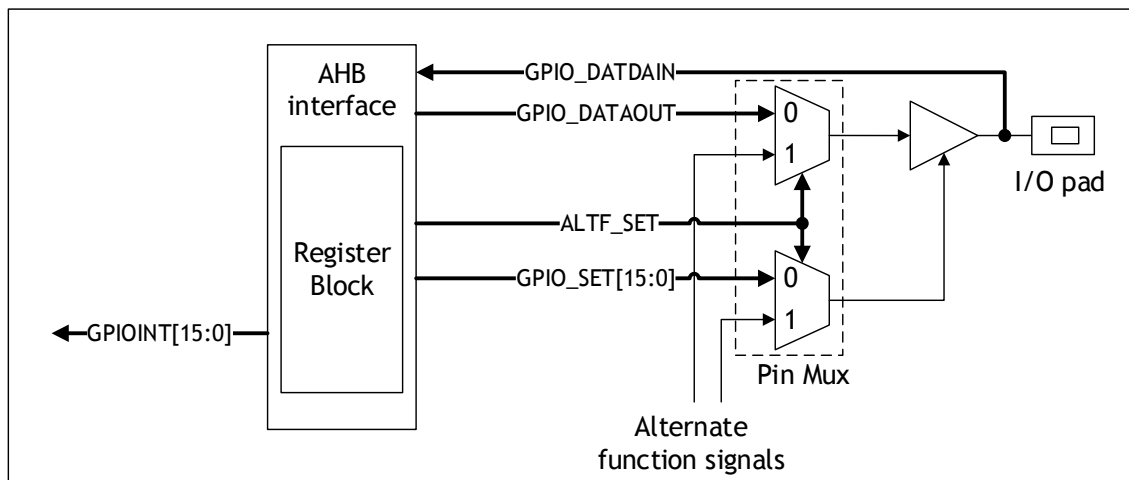 AHB
interface
GPIO_DATDAIN
GPIO_DATAOUT
0
1
I/O pad
ALTF_SET
Register
Block
GPIO_SET[15:0]
0
1
GPIOINT[15:0]
Pin Mux
Alternate
function signals